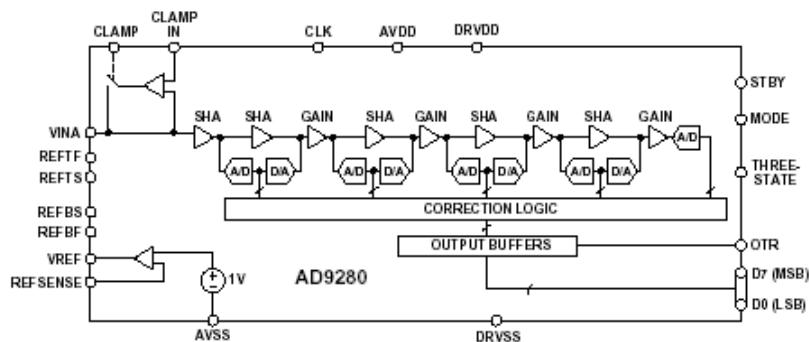 CLAMP
CLAMP
IN
CLK
AVDD
DRVDD
STBY
MODE
THREE-
STATE
SHA
SHA
GAIN
SHA
GAIN
SHA
GAIN
SHA
GAIN
VINA
A/D
REFTF
REFTS
A/D
D/A
A/D
D/A
A/D
D/A
A/D
D/A
REFBS
CORRECTION LOGIC
REFBF
OUTPUT BUFFERS
OTR
VREF
REFSENSE
1V
AD9280
D7 (MSB)
D0 (LSB)
AVSS
DRVSS